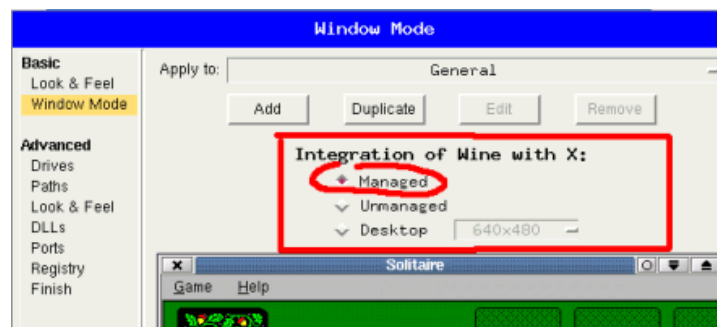 Window Mode
Basic
Look & Feel
Window Mode
Advanced
Drives
Paths
Look & Feel
DLLs
Ports
Registry
Finish
Apply to: General
Add Duplicate Edit Remove
Integration of Wine with X:
Managed
Unmanaged
Desktop 640x480
Solitaire
Game Help